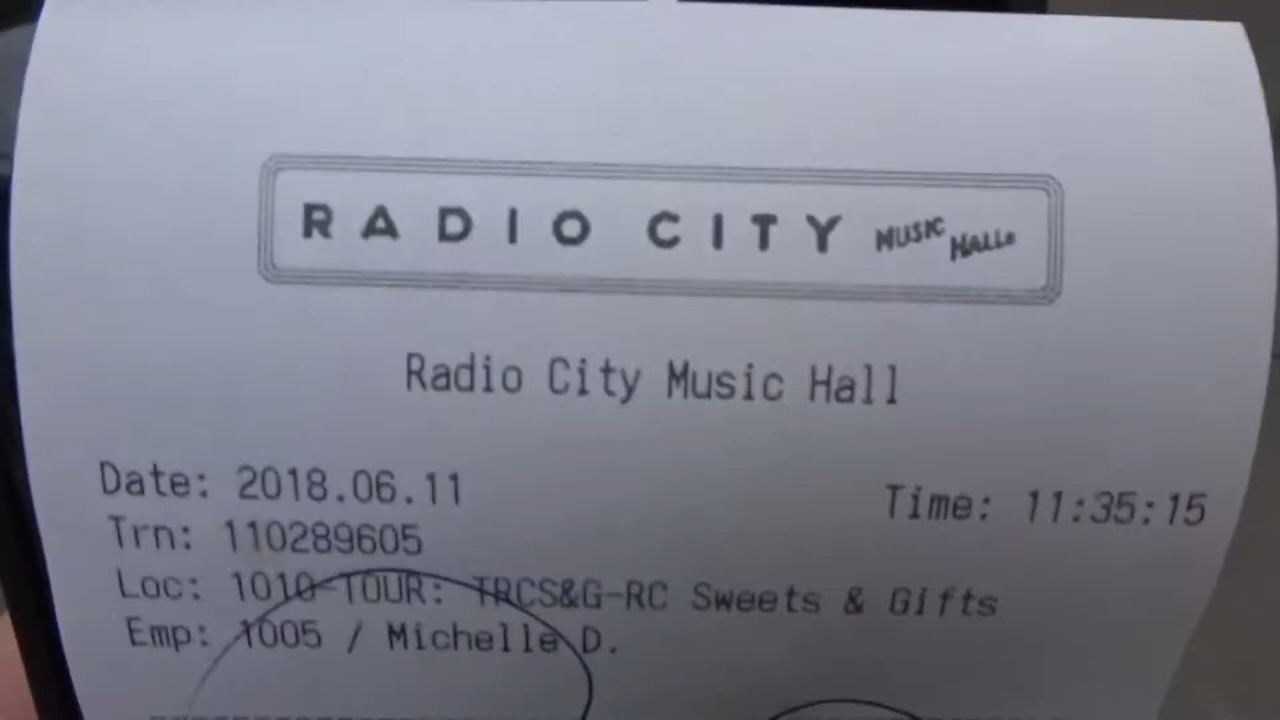 RADIO CITY MUSIC HALL
Radio City Music Hall
Date: 2018.06.11 Time: 11:35:15
Trn: 110289605
Loc: 1010-TOUR: TRCS&G-RC Sweets & Gifts
Emp: 1005 / Michelle D.